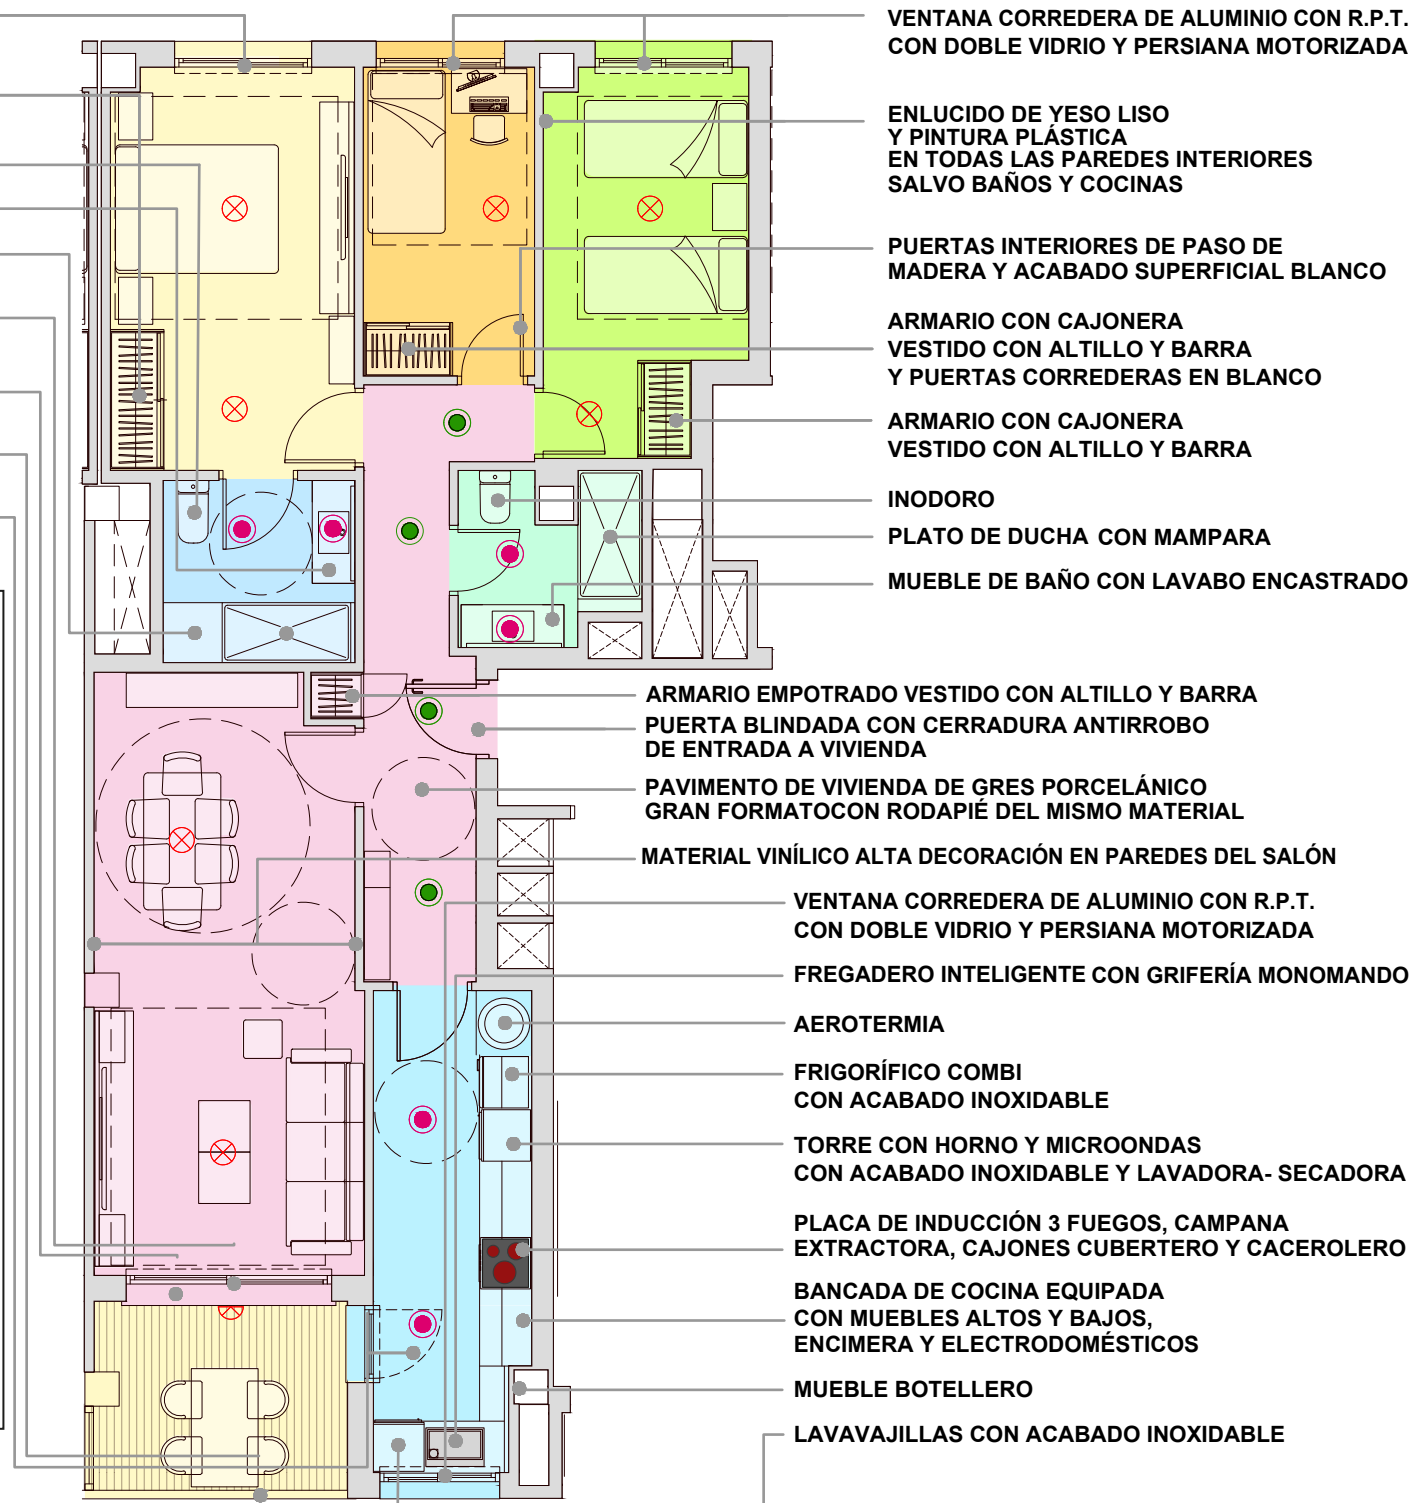 VENTANA CORREDERA DE ALUMINIO CON R.P.T.
CON DOBLE VIDRIO Y PERSIANA MOTORIZADA
ENLUCIDO DE YESO LISO
Y PINTURA PLÁSTICA
EN TODAS LAS PAREDES INTERIORES
SALVO BAÑOS Y COCINAS
PUERTAS INTERIORES DE PASO DE
MADERA Y ACABADO SUPERFICIAL BLANCO
ARMARIO CON CAJONERA
VESTIDO CON ALTILLO Y BARRA
Y PUERTAS CORREDERAS EN BLANCO
ARMARIO CON CAJONERA
VESTIDO CON ALTILLO Y BARRA
INODORO
PLATO DE DUCHA CON MAMPARA
MUEBLE DE BAÑO CON LAVABO ENCASTRADO
ARMARIO EMPOTRADO VESTIDO CON ALTILLO Y BARRA
PUERTA BLINDADA CON CERRADURA ANTIRROBO
DE ENTRADA A VIVIENDA
PAVIMENTO DE VIVIENDA DE GRES PORCELÁNICO
GRAN FORMATOCON RODAPIÉ DEL MISMO MATERIAL
MATERIAL VINÍLICO ALTA DECORACIÓN EN PAREDES DEL SALÓN
VENTANA CORREDERA DE ALUMINIO CON R.P.T.
CON DOBLE VIDRIO Y PERSIANA MOTORIZADA
FREGADERO INTELIGENTE CON GRIFERÍA MONOMANDO
AEROTERMIA
FRIGORÍFICO COMBI
CON ACABADO INOXIDABLE
TORRE CON HORNO Y MICROONDAS
CON ACABADO INOXIDABLE Y LAVADORA- SECADORA
PLACA DE INDUCCIÓN 3 FUEGOS, CAMPANA
EXTRACTORA, CAJONES CUBERTERO Y CACEROLERO
BANCADA DE COCINA EQUIPADA
CON MUEBLES ALTOS Y BAJOS,
ENCIMERA Y ELECTRODOMÉSTICOS
MUEBLE BOTELLERO
LAVAVAJILLAS CON ACABADO INOXIDABLE